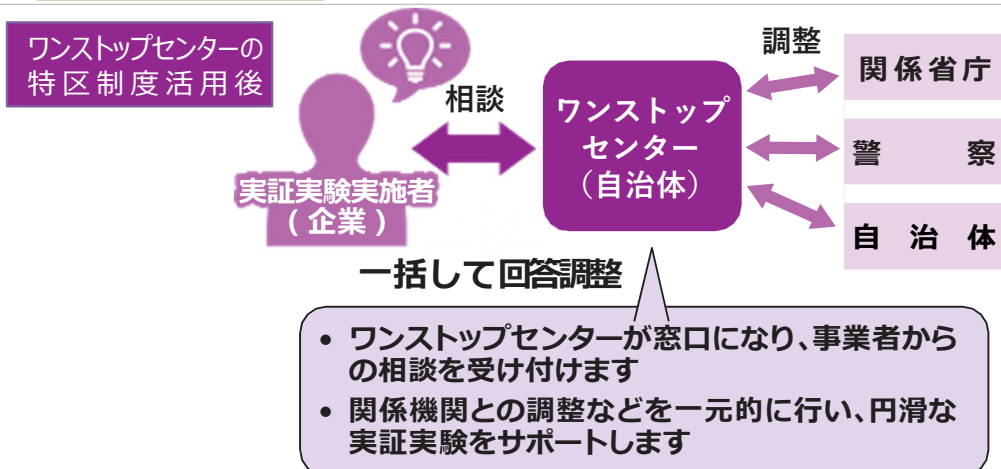 ワンストップセンターの
特区制度活用後
相談
調整
ワンストップ
センター
（自治体）
関係省庁
警察
自治体
実証実験実施者
（企業）
一括して回答調整
• ワンストップセンターが窓口になり、事業者から
の相談を受け付けます
• 関係機関との調整などを一元的に行い、円滑な
実証実験をサポートします